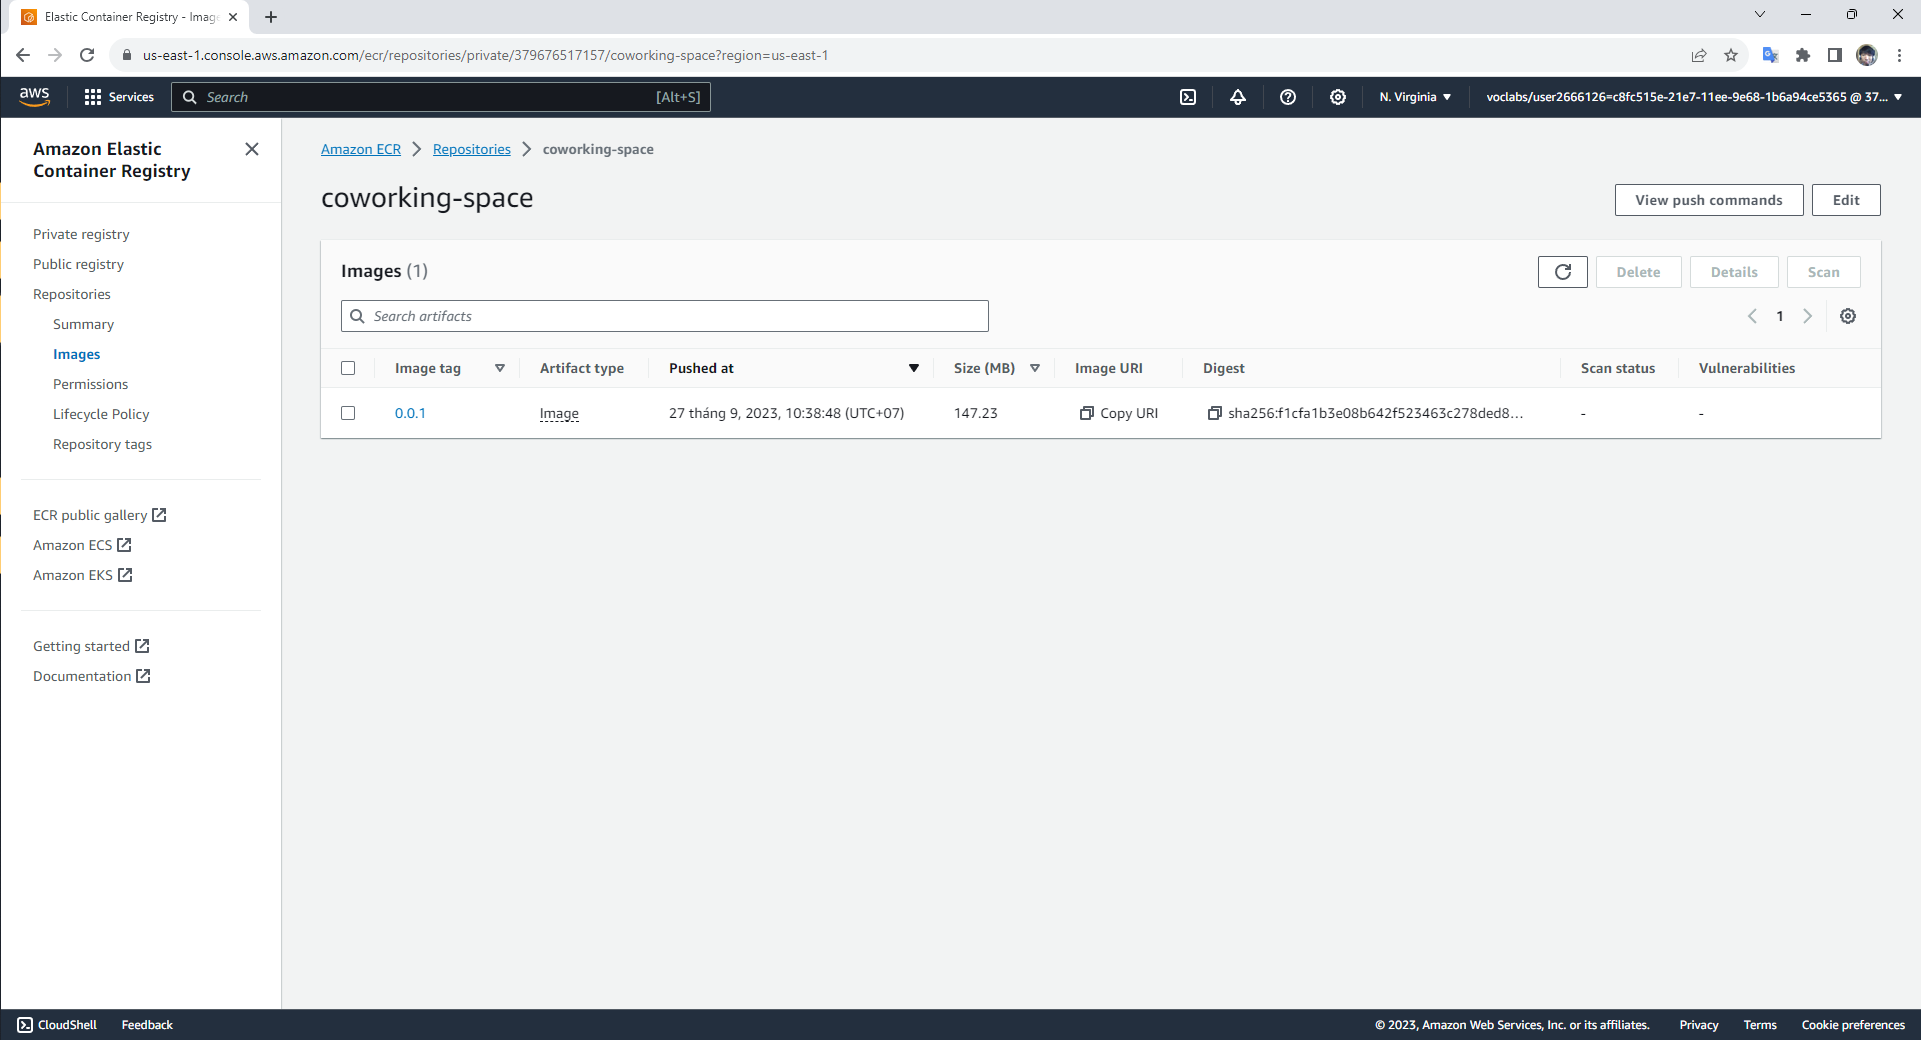 Elastic Container Registry - Imag
us-east-1.console.aws.amazon.com/ecr/repositories/private/379676517157/coworking-space?region=us-east-1
aws
Services
Search
[Alt+S]
N. Virginia
voclabs/user2666126=c8fc515e-21e7-11ee-9e68-1b6a94ce5365 @ 37...
Amazon Elastic
Container Registry
Private registry
Public registry
Repositories
Summary
Images
Permissions
Lifecycle Policy
Repository tags
ECR public gallery
Amazon ECS
Amazon EKS
Getting started
Documentation
Amazon ECR
Repositories
coworking-space
coworking-space
View push commands
Edit
Images (1)
Delete
Details
Scan
Search artifacts
1
Image tag
Artifact type
Pushed at
Size (MB)
Image URI
Digest
Scan status
Vulnerabilities
0.0.1
Image
27 tháng 9, 2023, 10:38:48 (UTC+07)
147.23
Copy URI
sha256:f1cfa1b3e08b642f523463c278ded8...
-
-
CloudShell
Feedback
© 2023, Amazon Web Services, Inc. or its affiliates.
Privacy
Terms
Cookie preferences